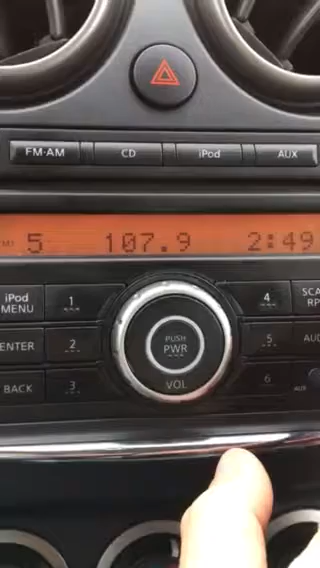 FM·AM CD iPod AUX
5 107.9 2:49
iPod MENU 1 4
ENTER 2 PUSH PWR 5
BACK 3 VOL 6 AUX